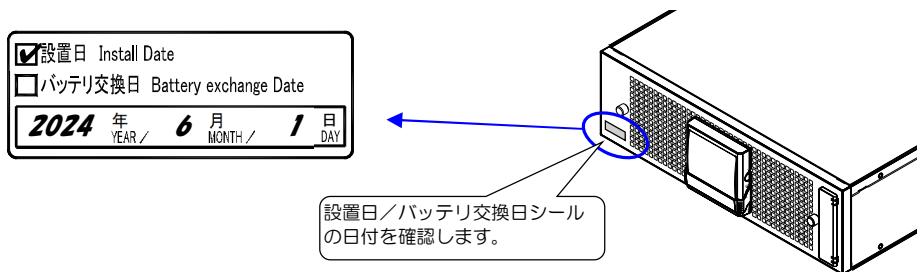 設置日 Install Date
バッテリ交換日 Battery exchange Date
2024 年 YEAR / 6 月 MONTH / 1 日 DAY
設置日/バッテリ交換日シール
の日付を確認します。